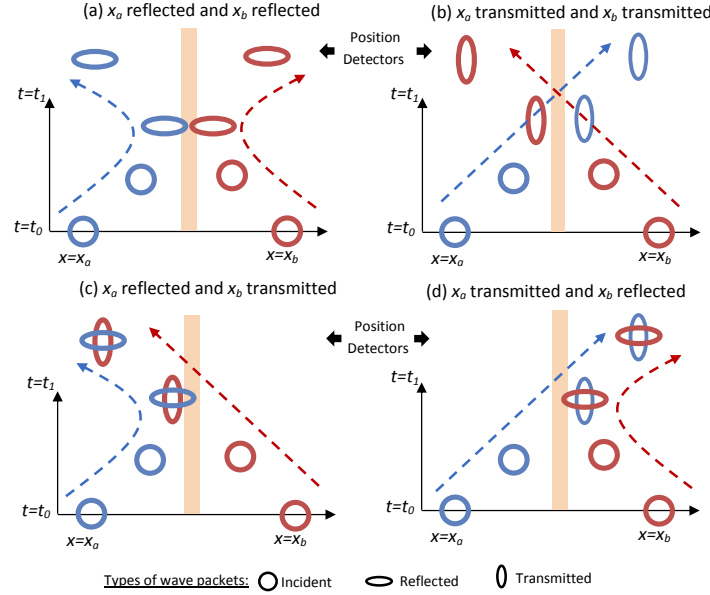 (a) xa reflected and xb reflected
(b) xa transmitted and xb transmitted
Position
Detectors
t=t1
t=t1
t=t0
t=t0
x=xa
x=xb
x=xa
x=xb
(c) xa reflected and xb transmitted
(d) xa transmitted and xb reflected
Position
Detectors
t=t1
t=t1
t=t0
t=t0
x=xa
x=xb
x=xa
x=xb
Types of wave packets: Incident Reflected Transmitted